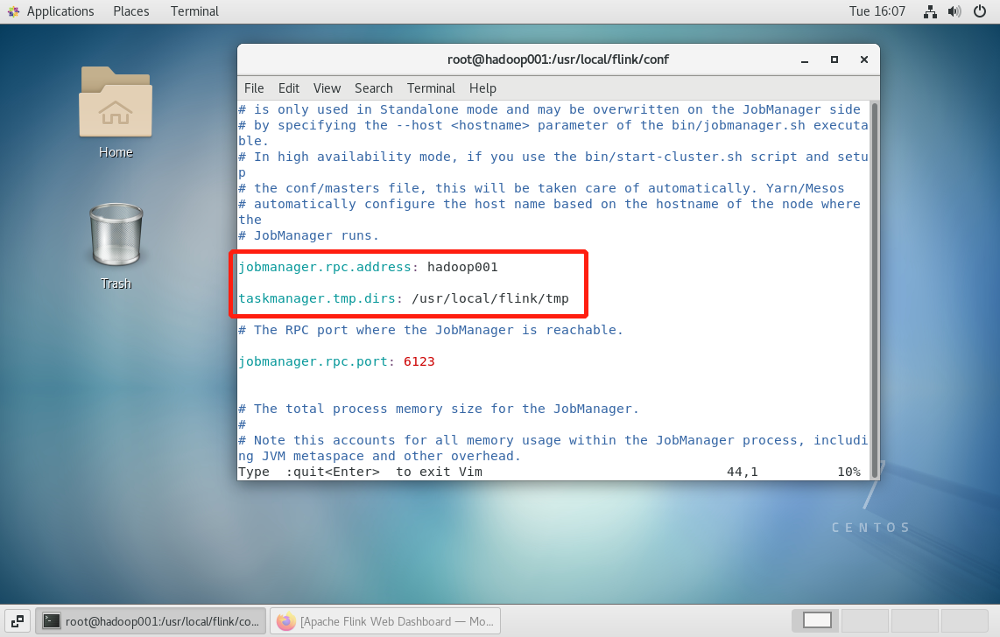 Applications Places Terminal Tue 16:07
root@hadoop001:/usr/local/flink/conf
File Edit View Search Terminal Help
# is only used in Standalone mode and may be overwritten on the JobManager side
# by specifying the --host <hostname> parameter of the bin/jobmanager.sh executa
ble.
# In high availability mode, if you use the bin/start-cluster.sh script and setu
p
# the conf/masters file, this will be taken care of automatically. Yarn/Mesos
# automatically configure the host name based on the hostname of the node where
the
# JobManager runs.
jobmanager.rpc.address: hadoop001
taskmanager.tmp.dirs: /usr/local/flink/tmp
# The RPC port where the JobManager is reachable.
jobmanager.rpc.port: 6123
# The total process memory size for the JobManager.
#
# Note this accounts for all memory usage within the JobManager process, includi
ng JVM metaspace and other overhead.
Type  :quit<Enter>  to exit Vim 44,1 10%
Home
Trash
7
CENTOS
root@hadoop001:/usr/local/flink/co...
[Apache Flink Web Dashboard — Mo...